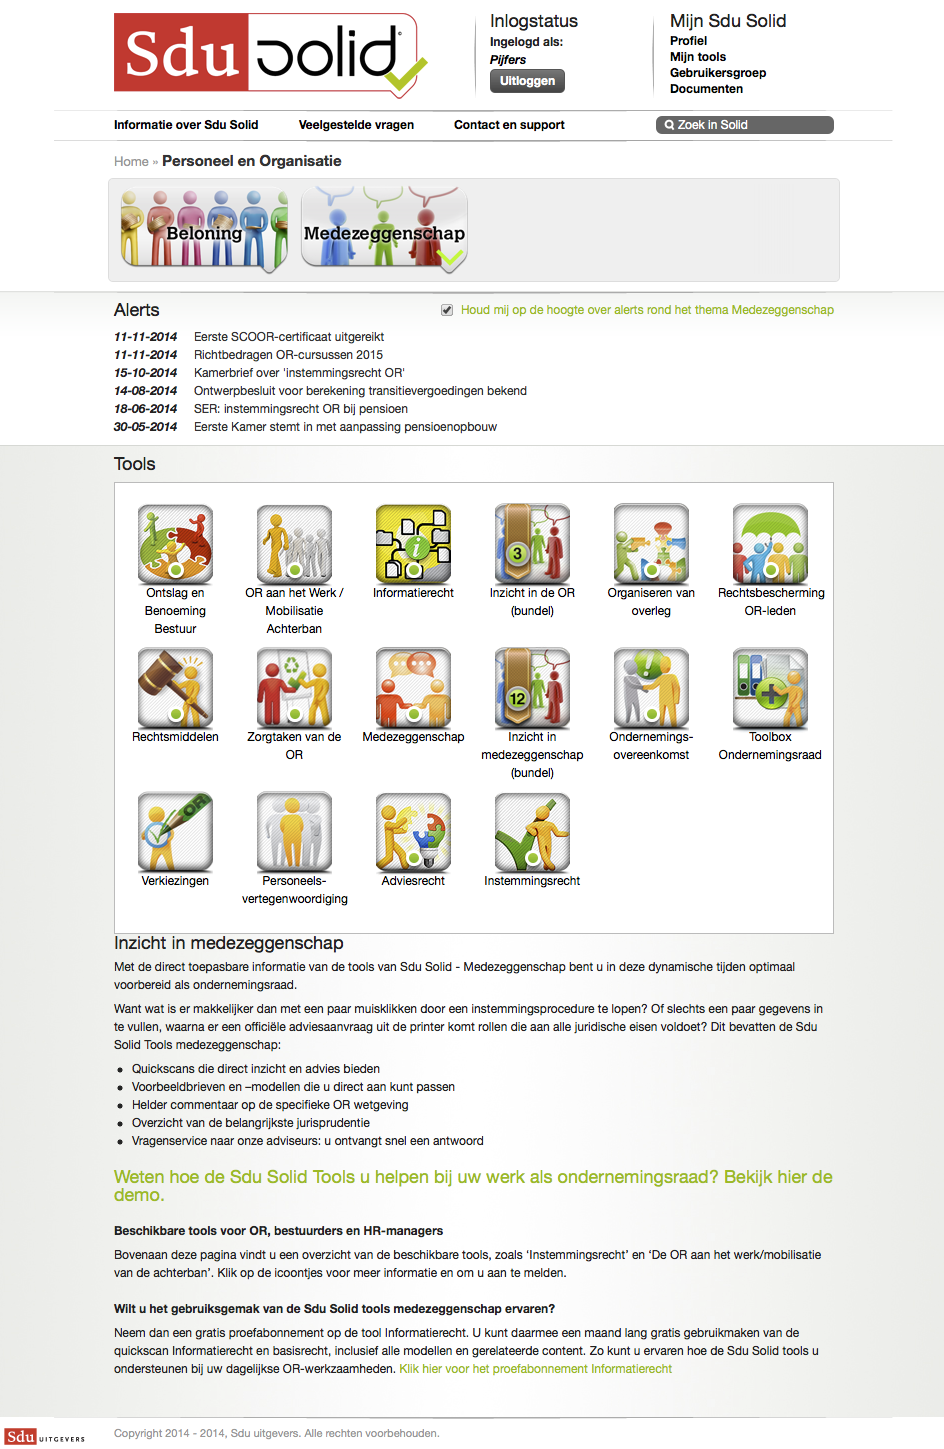 Sdu solid©
Inlogstatus
Ingelogd als:
Pijfers
Uitloggen
Mijn Sdu Solid
Profiel
Mijn tools
Gebruikersgroep
Documenten
Informatie over Sdu Solid
Veelgestelde vragen
Contact en support
Zoek in Solid
Home » Personeel en Organisatie
Beloning
Medezeggenschap
Alerts
Houd mij op de hoogte over alerts rond het thema Medezeggenschap
11-11-2014 Eerste SCOOR-certificaat uitgereikt
11-11-2014 Richtbedragen OR-cursussen 2015
15-10-2014 Kamerbrief over 'instemmingsrecht OR'
14-08-2014 Ontwerpbesluit voor berekening transitievergoedingen bekend
18-06-2014 SER: instemmingsrecht OR bij pensioen
30-05-2014 Eerste Kamer stemt in met aanpassing pensioenopbouw
Tools
Ontslag en
Benoeming
Bestuur
OR aan het Werk /
Mobilisatie
Achterban
i
Informatierecht
3
Inzicht in de OR
(bundel)
Organiseren van
overleg
Rechtsbescherming
OR-leden
Rechtsmiddelen
Zorgtaken van de
OR
Medezeggenschap
12
Inzicht in
medezeggenschap
(bundel)
Ondernemings-
overeenkomst
Toolbox
Ondernemingsraad
OR
Verkiezingen
Personeels-
vertegenwoordiging
Adviesrecht
Instemmingsrecht
Inzicht in medezeggenschap
Met de direct toepasbare informatie van de tools van Sdu Solid - Medezeggenschap bent u in deze dynamische tijden optimaal
voorbereid als ondernemingsraad.
Want wat is er makkelijker dan met een paar muisklikken door een instemmingsprocedure te lopen? Of slechts een paar gegevens in
te vullen, waarna er een officiële adviesaanvraag uit de printer komt rollen die aan alle juridische eisen voldoet? Dit bevatten de Sdu
Solid Tools medezeggenschap:
• Quickscans die direct inzicht en advies bieden
• Voorbeeldbrieven en –modellen die u direct aan kunt passen
• Helder commentaar op de specifieke OR wetgeving
• Overzicht van de belangrijkste jurisprudentie
• Vragenservice naar onze adviseurs: u ontvangt snel een antwoord
Weten hoe de Sdu Solid Tools u helpen bij uw werk als ondernemingsraad? Bekijk hier de
demo.
Beschikbare tools voor OR, bestuurders en HR-managers
Bovenaan deze pagina vindt u een overzicht van de beschikbare tools, zoals ‘Instemmingsrecht’ en ‘De OR aan het werk/mobilisatie
van de achterban’. Klik op de icoontjes voor meer informatie en om u aan te melden.
Wilt u het gebruiksgemak van de Sdu Solid tools medezeggenschap ervaren?
Neem dan een gratis proefabonnement op de tool Informatierecht. U kunt daarmee een maand lang gratis gebruikmaken van de
quickscan Informatierecht en basisrecht, inclusief alle modellen en gerelateerde content. Zo kunt u ervaren hoe de Sdu Solid tools u
ondersteunen bij uw dagelijkse OR-werkzaamheden. Klik hier voor het proefabonnement Informatierecht
Sdu UITGEVERS
Copyright 2014 - 2014, Sdu uitgevers. Alle rechten voorbehouden.